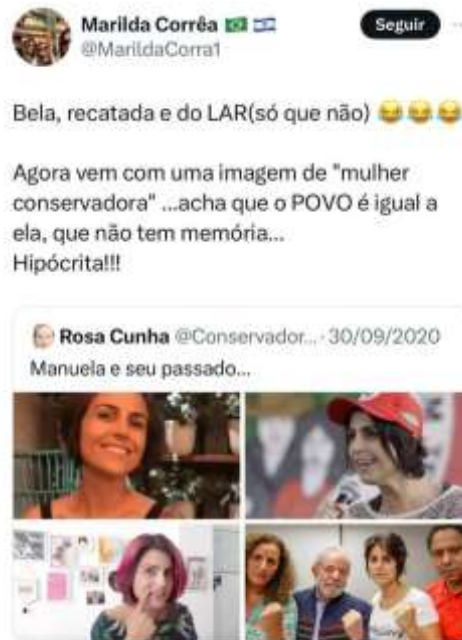 Marilda Corrêa 🇧🇷 🇮🇱
Seguir
@MarildaCorra1
Bela, recatada e do LAR(só que não) 😂😂😂
Agora vem com uma imagem de "mulher
conservadora" ...acha que o POVO é igual a
ela, que não tem memória...
Hipócrita!!!
Rosa Cunha @Conservador... · 30/09/2020
Manuela e seu passado...